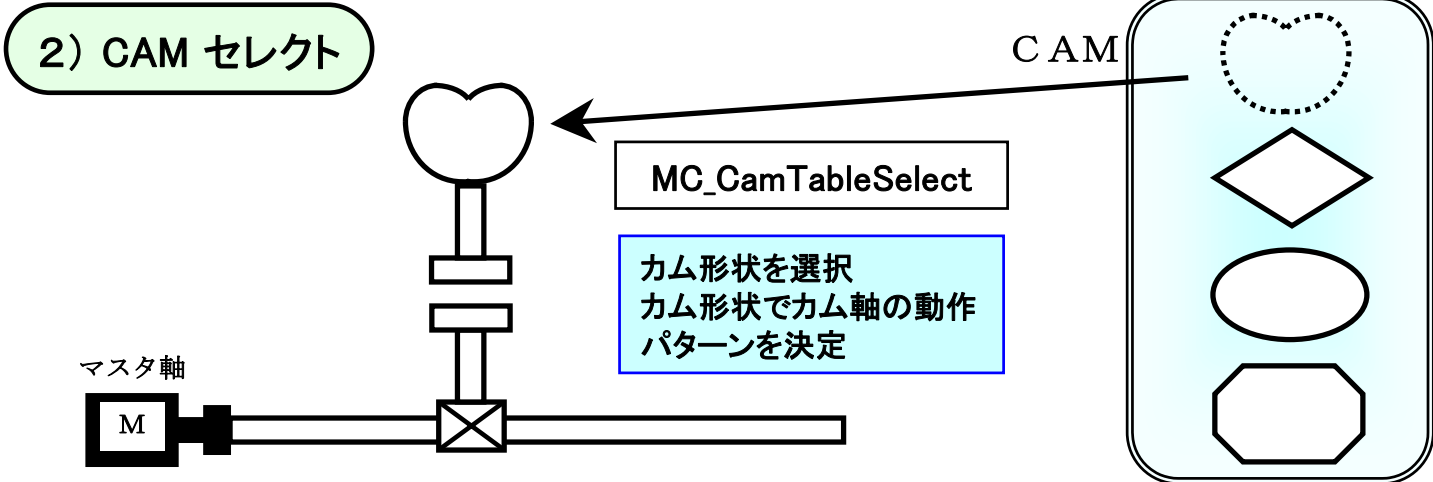 ２） CAM セレクト
ＣＡＭ
MC_CamTableSelect
カム形状を選択
カム形状でカム軸の動作
パターンを決定
マスタ軸
M